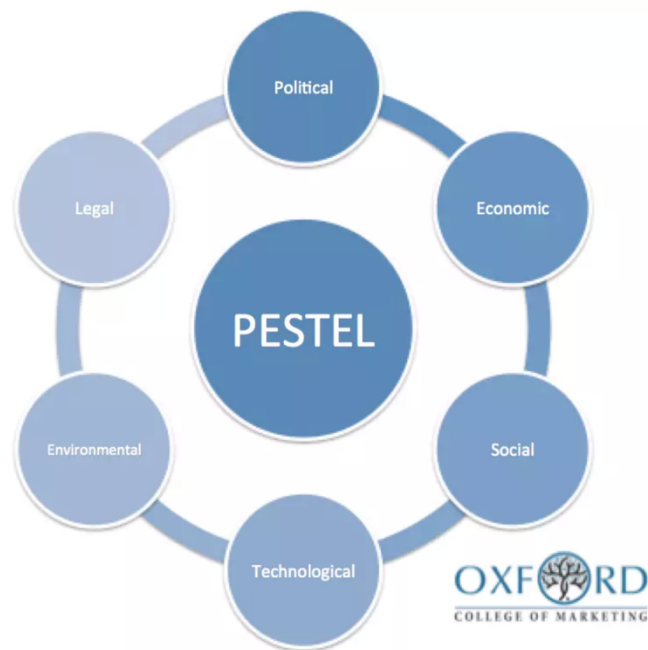 Political
Economic
Social
Technological
Environmental
Legal
PESTEL
OXFORD
COLLEGE OF MARKETING